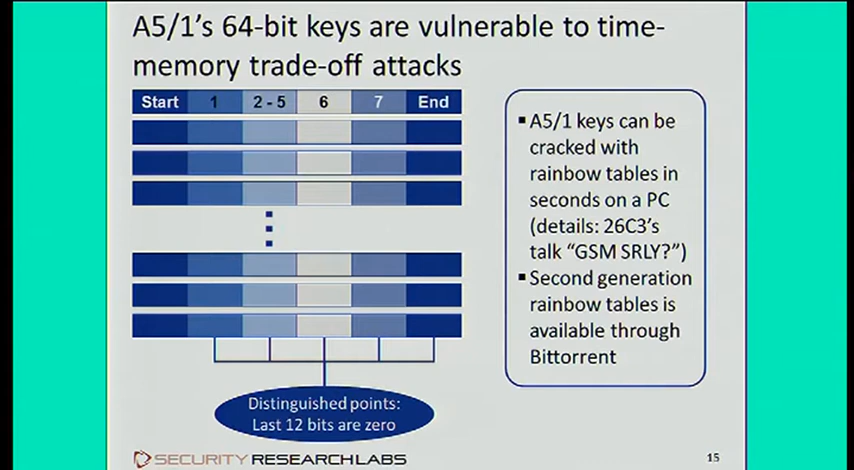 A5/1's 64-bit keys are vulnerable to time-
memory trade-off attacks
Start 1 2 - 5 6 7 End
▪ A5/1 keys can be
cracked with
rainbow tables in
seconds on a PC
(details: 26C3's
talk “GSM SRLY?”)
▪ Second generation
rainbow tables is
available through
Bittorrent
Distinguished points:
Last 12 bits are zero
SECURITY RESEARCH LABS
15